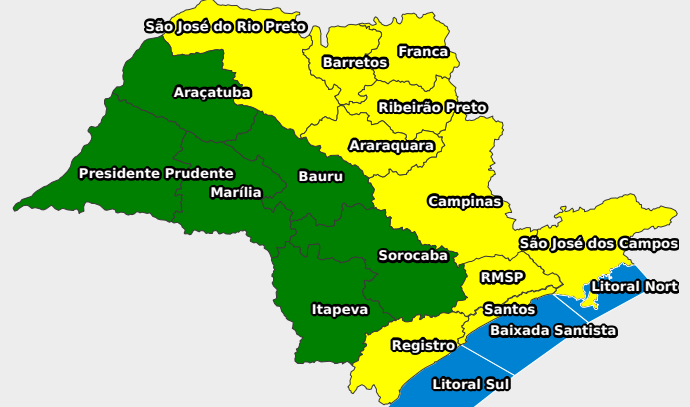 São José do Rio Preto
Franca
Barretos
Araçatuba
Ribeirão Preto
Araraquara
Presidente Prudente
Bauru
Marília
Campinas
São José dos Campos
Sorocaba
RMSP
Litoral Nort
Itapeva
Santos
Baixada Santista
Registro
Litoral Sul